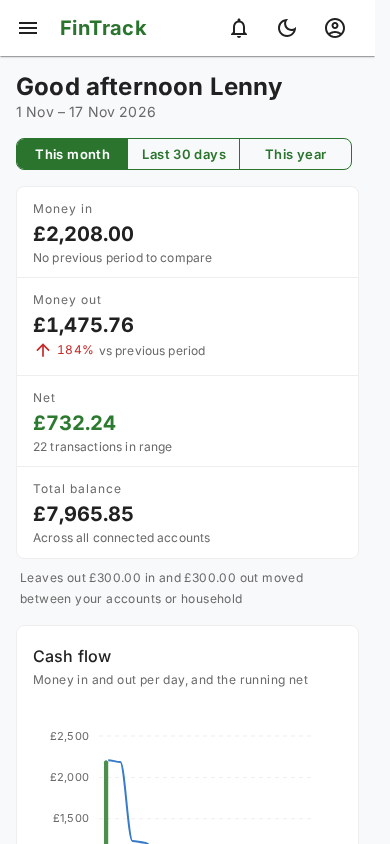 FinTrack
Good afternoon Lenny
1 Nov – 17 Nov 2026
This month
Last 30 days
This year
Money in
£2,208.00
No previous period to compare
Money out
£1,475.76
184% vs previous period
Net
£732.24
22 transactions in range
Total balance
£7,965.85
Across all connected accounts
Leaves out £300.00 in and £300.00 out moved
between your accounts or household
Cash flow
Money in and out per day, and the running net
£2,500
£2,000
£1,500